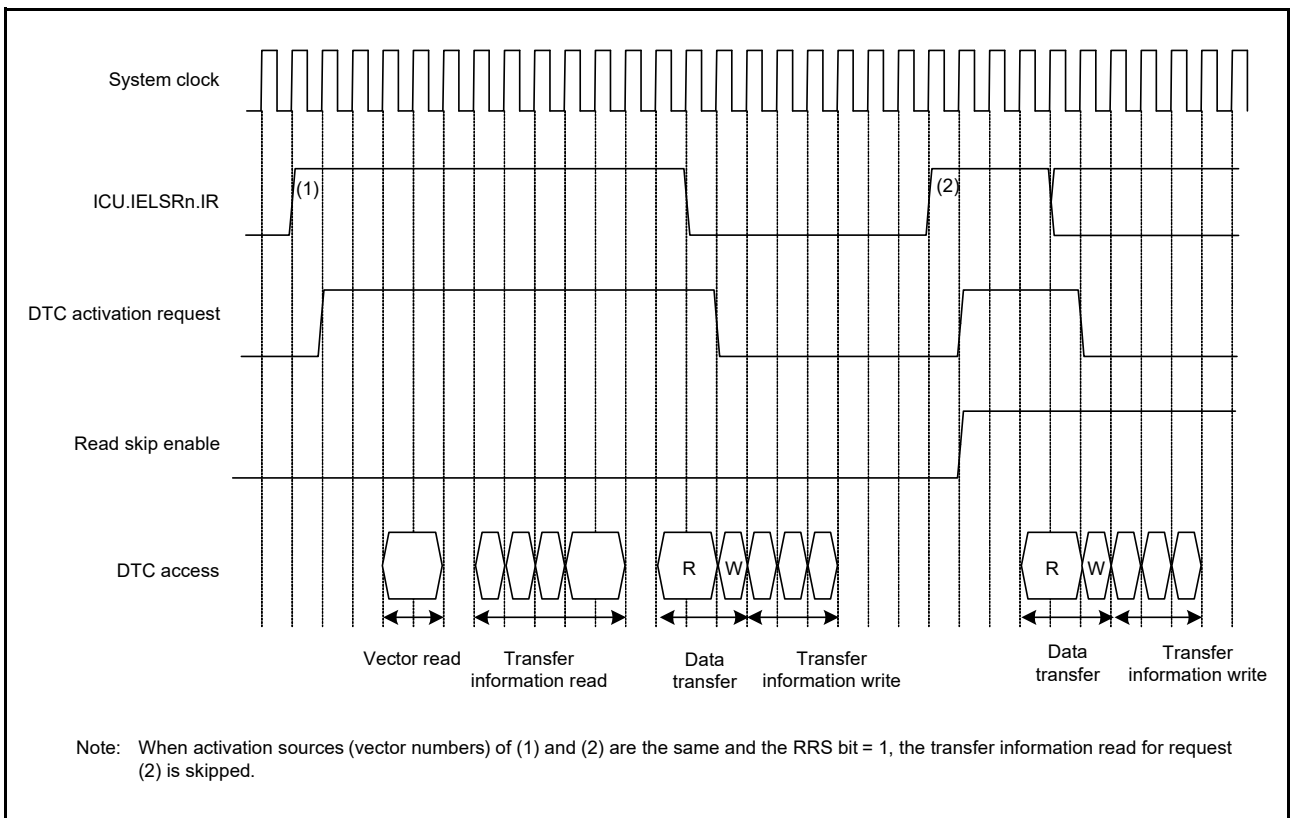 System clock
ICU.IELSRn.IR
(1)
(2)
DTC activation request
Read skip enable
DTC access
R
W
R
W
Vector read
Transfer
information read
Data
transfer
Transfer
information write
Data
transfer
Transfer
information write
Note: When activation sources (vector numbers) of (1) and (2) are the same and the RRS bit = 1, the transfer information read for request
(2) is skipped.